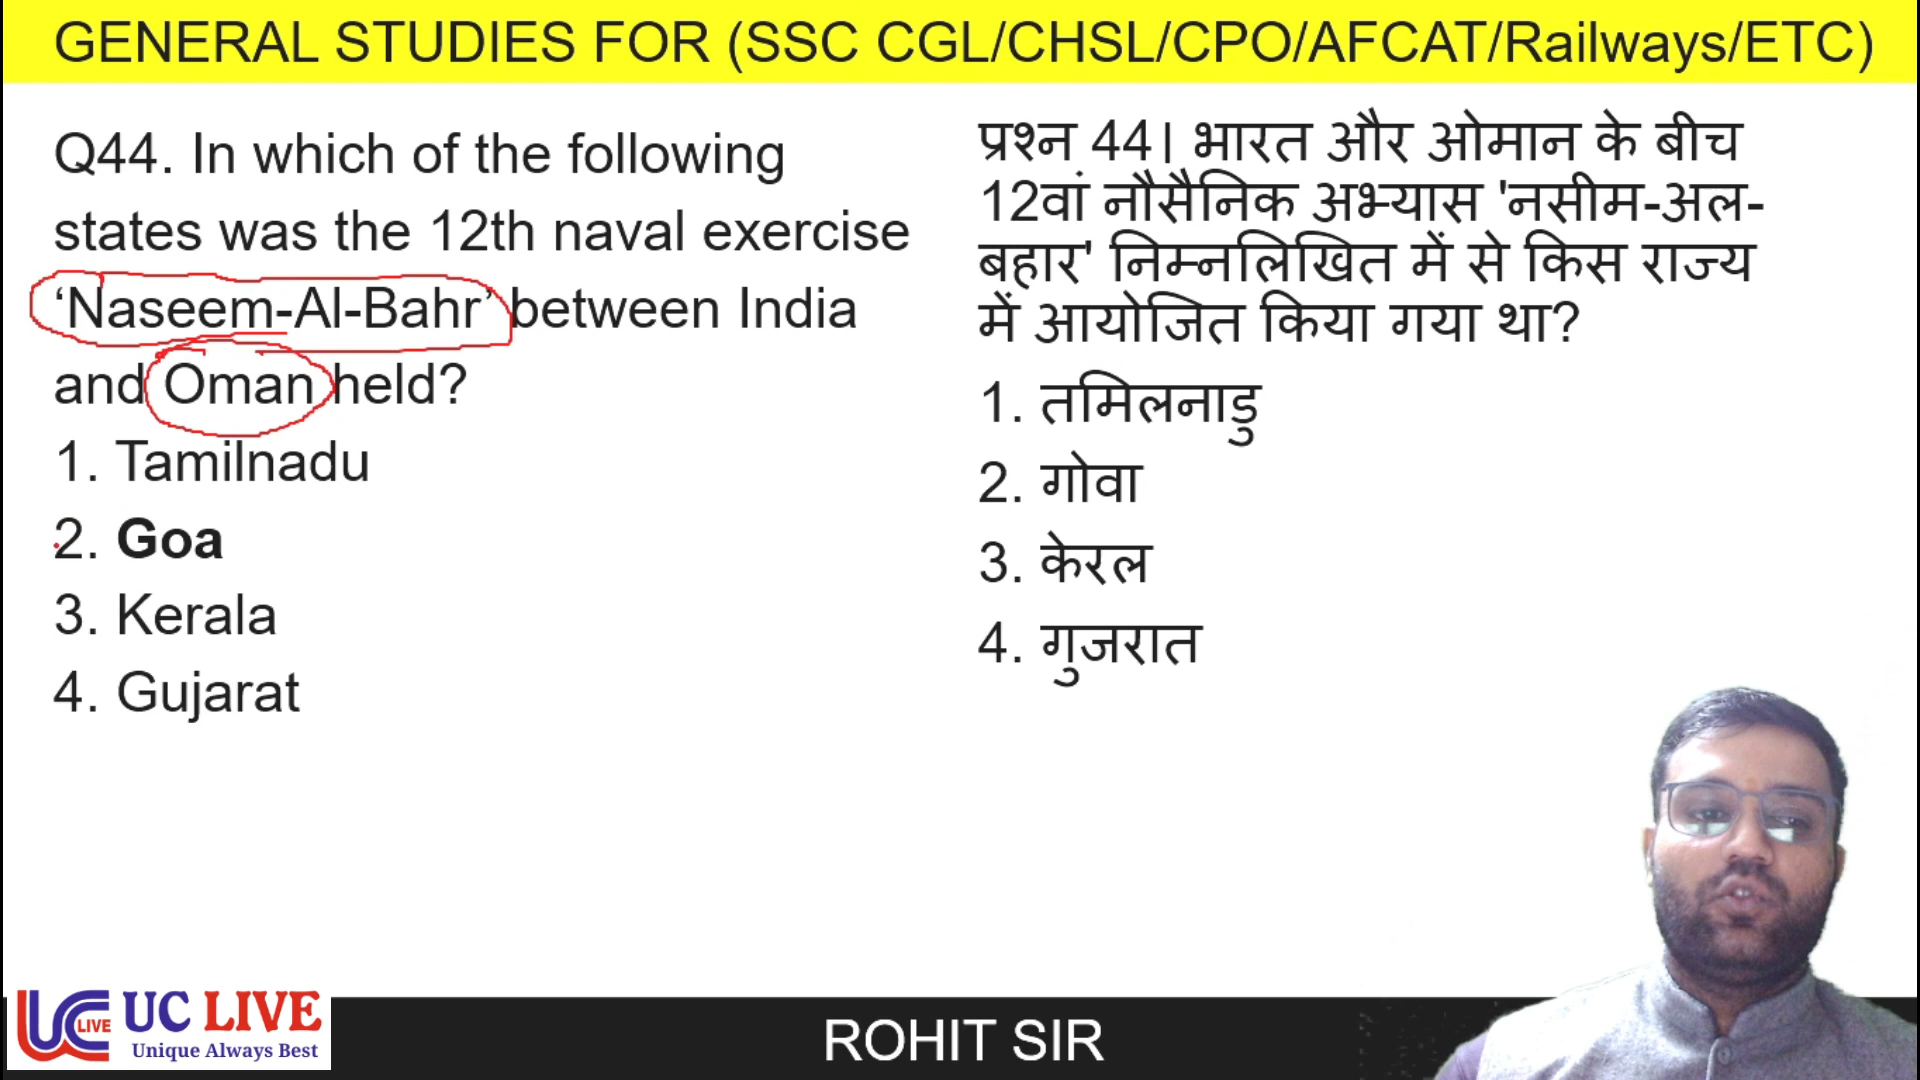 GENERAL STUDIES FOR (SSC CGL/CHSL/CPO/AFCAT/Railways/ETC)
Q44. In which of the following
states was the 12th naval exercise
‘Naseem-Al-Bahr’ between India
and Oman held?
1. Tamilnadu
2. Goa
3. Kerala
4. Gujarat
प्रश्न 44। भारत और ओमान के बीच
12वां नौसैनिक अभ्यास 'नसीम-अल-
बहार' निम्नलिखित में से किस राज्य
में आयोजित किया गया था?
1. तमिलनाडु
2. गोवा
3. केरल
4. गुजरात
LIVE
UC LIVE
Unique Always Best
ROHIT SIR